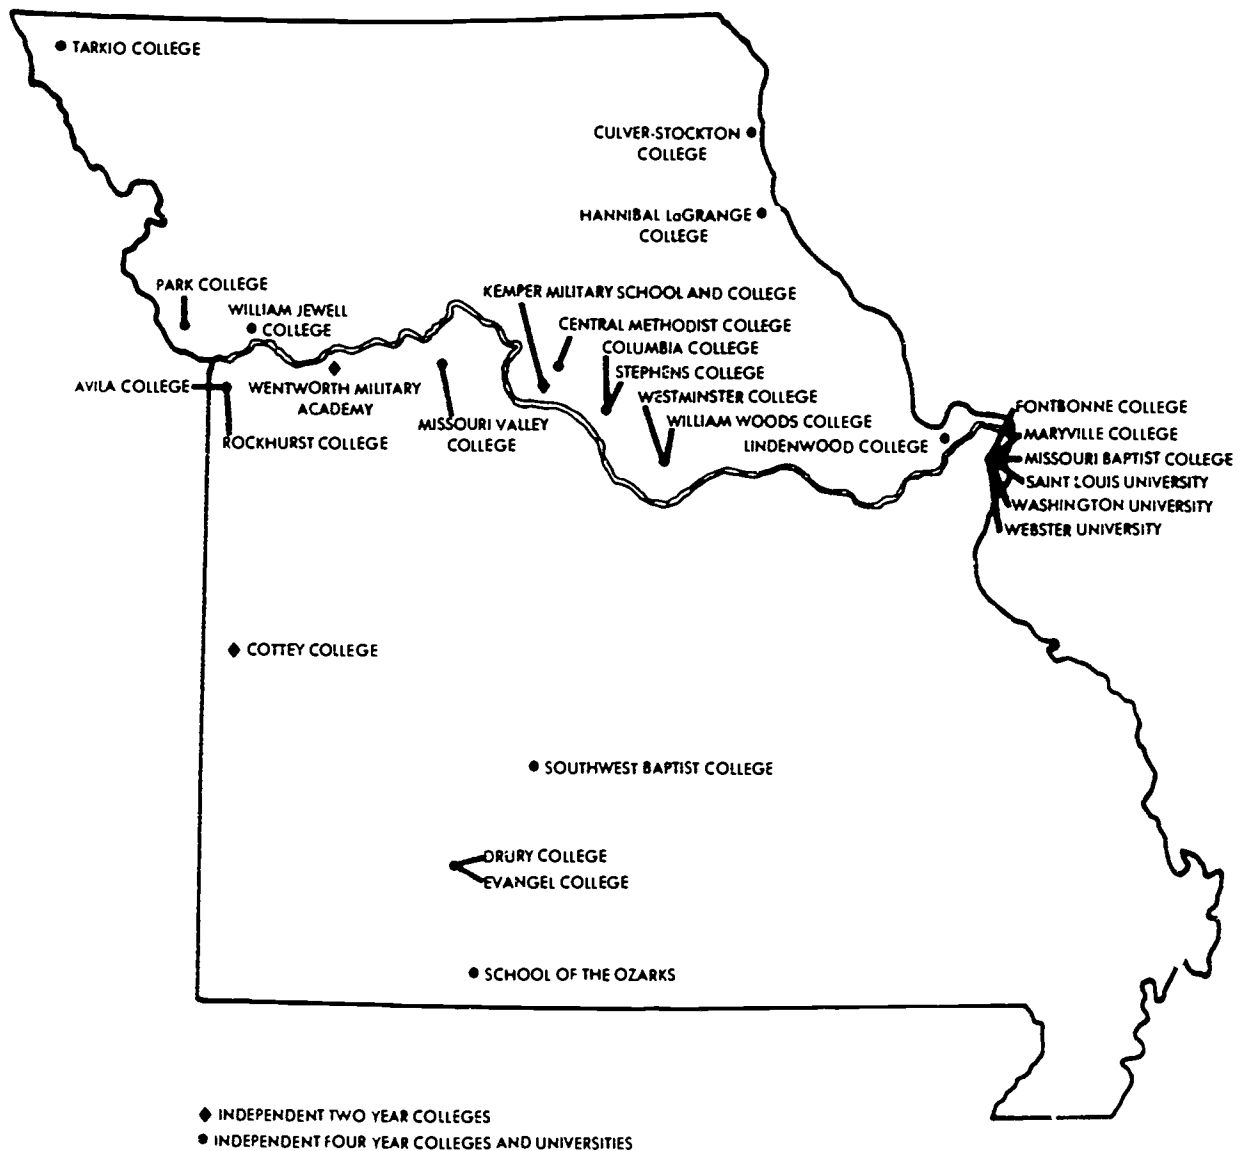 TARKIO COLLEGE
CULVER-STOCKTON
COLLEGE
HANNIBAL LaGRANGE
COLLEGE
PARK COLLEGE
WILLIAM JEWELL
COLLEGE
KEMPER MILITARY SCHOOL AND COLLEGE
CENTRAL METHODIST COLLEGE
COLUMBIA COLLEGE
STEPHENS COLLEGE
AVILA COLLEGE
WENTWORTH MILITARY
ACADEMY
WESTMINSTER COLLEGE
WILLIAM WOODS COLLEGE
MISSOURI VALLEY
COLLEGE
ROCKHURST COLLEGE
LINDENWOOD COLLEGE
FONTBONNE COLLEGE
MARYVILLE COLLEGE
MISSOURI BAPTIST COLLEGE
SAINT LOUIS UNIVERSITY
WASHINGTON UNIVERSITY
WEBSTER UNIVERSITY
COTTEY COLLEGE
SOUTHWEST BAPTIST COLLEGE
DRURY COLLEGE
EVANGEL COLLEGE
SCHOOL OF THE OZARKS
INDEPENDENT TWO YEAR COLLEGES
INDEPENDENT FOUR YEAR COLLEGES AND UNIVERSITIES